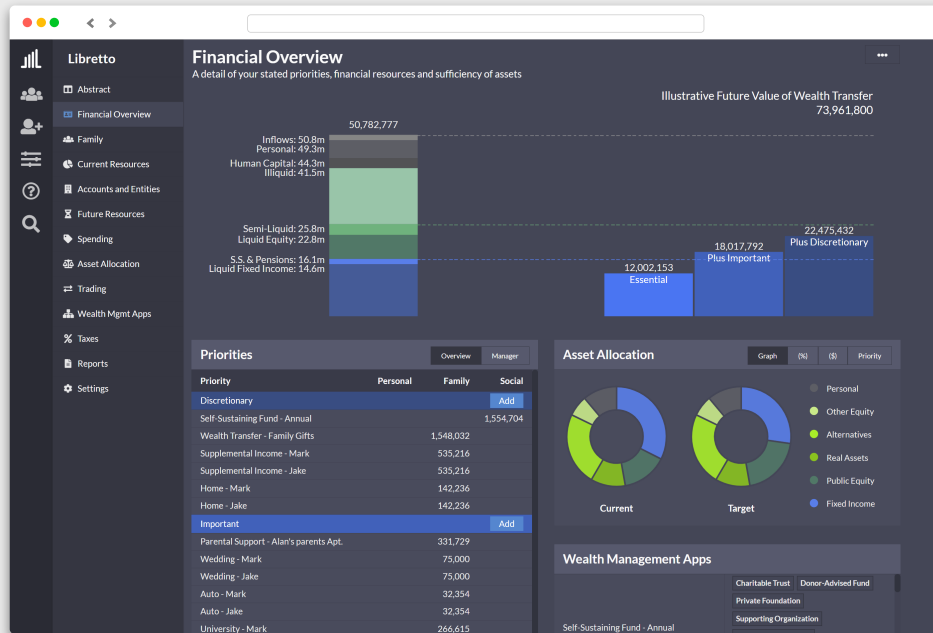 Libretto
Abstract
Financial Overview
Family
Current Resources
Accounts and Entities
Future Resources
Spending
Asset Allocation
Trading
Wealth Mgmt Apps
Taxes
Reports
Settings
Financial Overview
A detail of your stated priorities, financial resources and sufficiency of assets
Illustrative Future Value of Wealth Transfer
73,961,800
50,782,777
Inflows: 50.8m
Personal: 49.3m
Human Capital: 44.3m
Illiquid: 41.5m
Semi-Liquid: 25.8m
Liquid Equity: 22.8m
S.S. & Pensions: 16.1m
Liquid Fixed Income: 14.6m
12,002,153
Essential
18,017,792
Plus Important
22,475,432
Plus Discretionary
Priorities
Overview Manager
Priority Personal Family Social
Discretionary Add
Self-Sustaining Fund - Annual 1,554,704
Wealth Transfer - Family Gifts 1,548,032
Supplemental Income - Mark 535,216
Supplemental Income - Jake 535,216
Home - Mark 142,236
Home - Jake 142,236
Important Add
Parental Support - Alan's parents Apt. 331,729
Wedding - Mark 75,000
Wedding - Jake 75,000
Auto - Mark 32,354
Auto - Jake 32,354
University - Mark 266,615
Asset Allocation
Graph (%) ($) Priority
Personal
Other Equity
Alternatives
Real Assets
Public Equity
Fixed Income
Current Target
Wealth Management Apps
Charitable Trust Donor-Advised Fund
Private Foundation
Supporting Organization
Self-Sustaining Fund - Annual